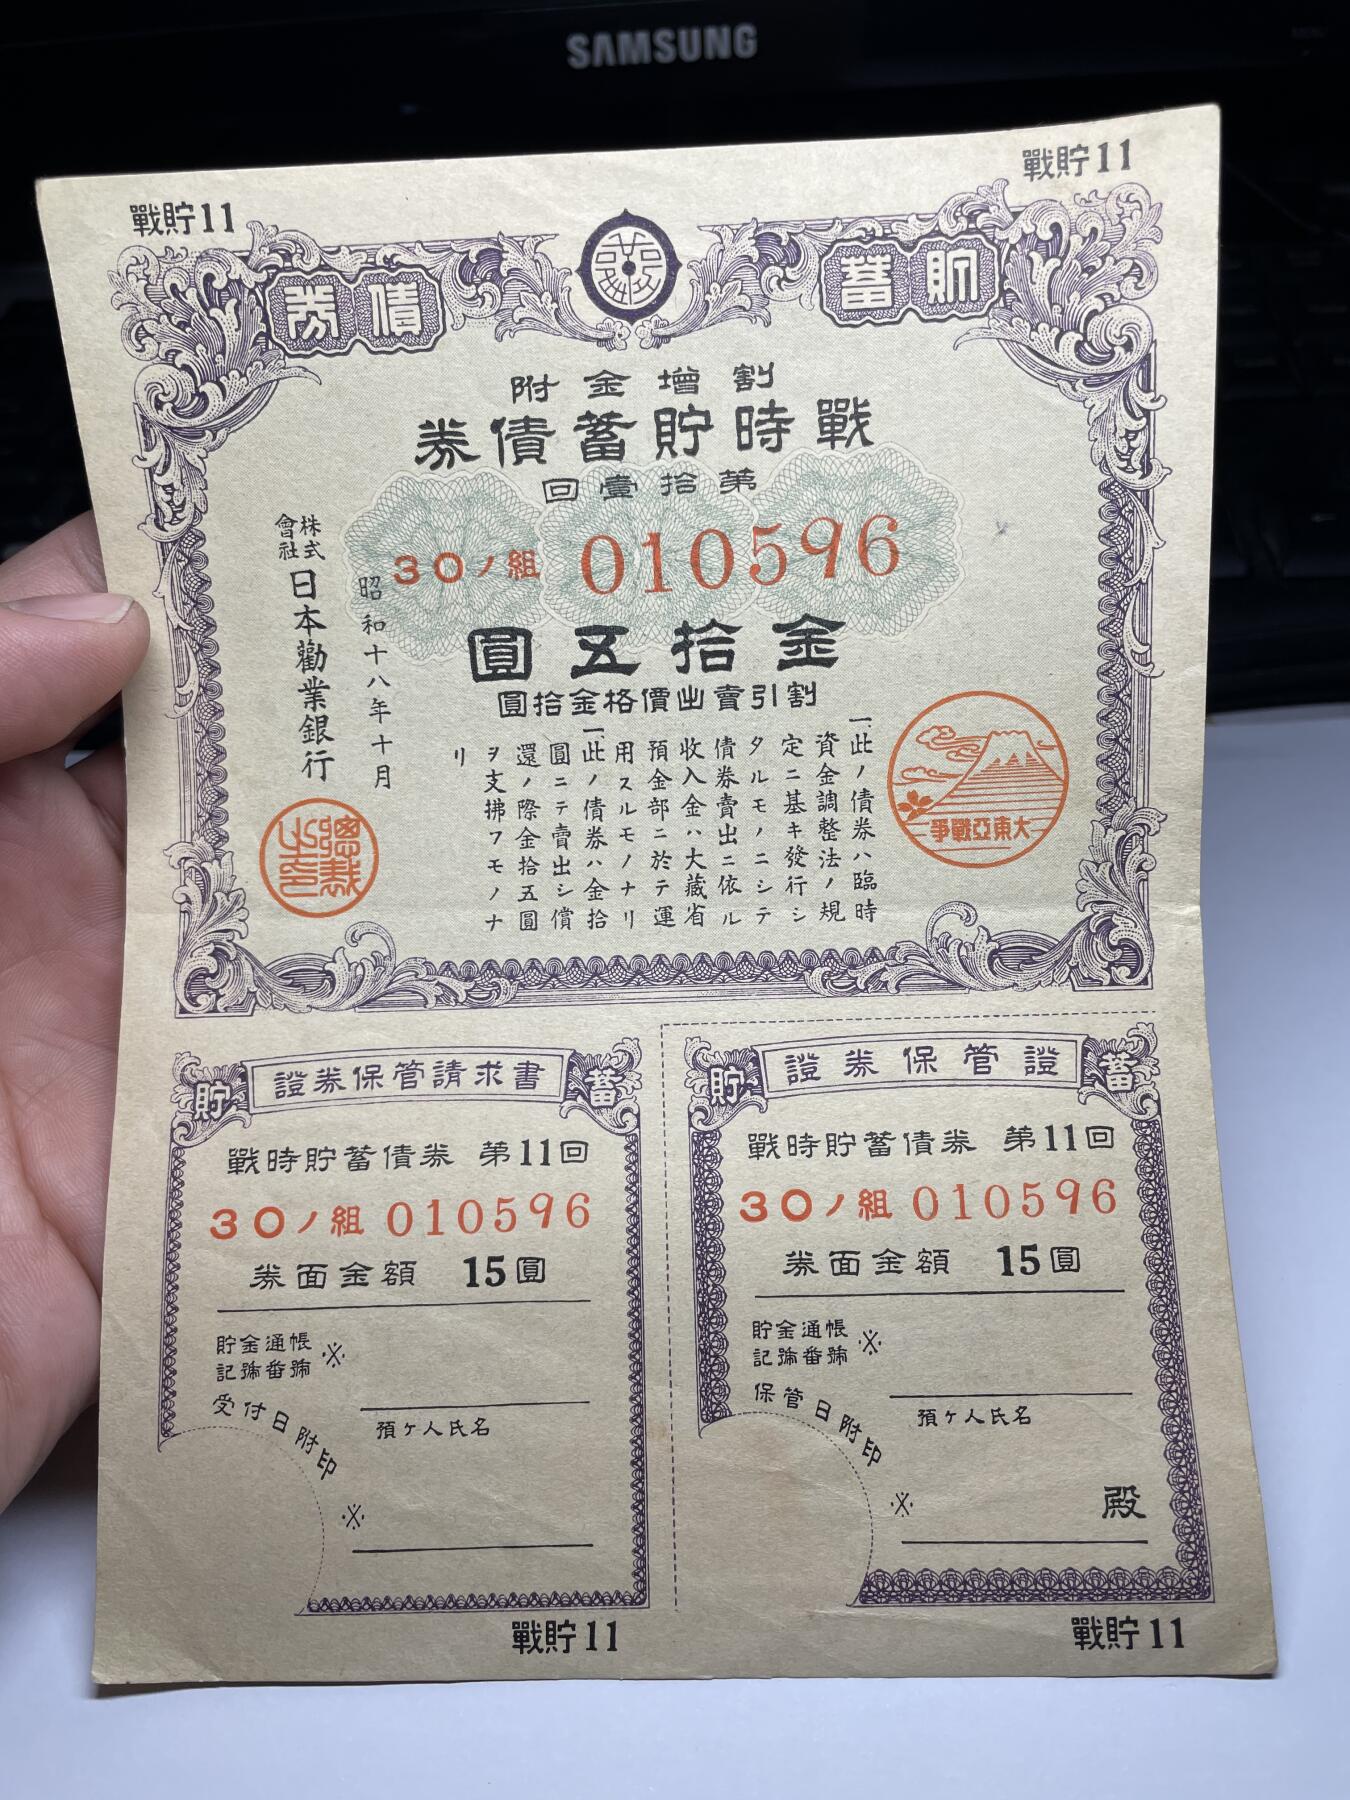 SAMSUNG
戰貯11
戰貯11
貯蓄債券
割增金附
戰時貯蓄債券
第拾壹回
30ノ組 010596
金拾五圓
割引賣出價格金拾圓
大東亞戰爭
一、此ノ債券ハ臨時
資金調整法ノ規
定ニ基キ發行シ
タルモノニシテ
債券賣出ニ依ル
收入金ハ大藏省
預金部ニ於テ運
用スルモノナリ
一、此ノ債券ハ金拾
圓ニテ賣出シ償
還ノ際金拾五圓
ヲ支拂フモノナ
リ
昭和十八年十月
株式會社日本勸業銀行
總裁之印
貯 證券保管請求書 蓄
戰時貯蓄債券 第11回
30ノ組 010596
券面金額 15圓
貯金通帳
記號番號 ※
受付日附印
預ケ人氏名
※
戰貯11
貯 證券保管證 蓄
戰時貯蓄債券 第11回
30ノ組 010596
券面金額 15圓
貯金通帳
記號番號 ※
保管日附印
預ケ人氏名
※
殿
戰貯11